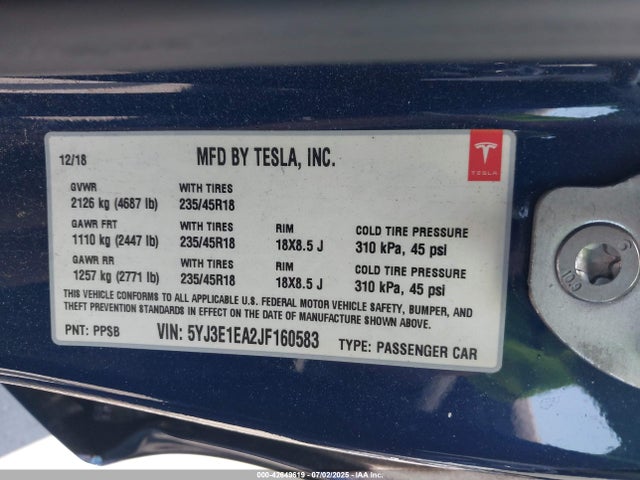 12/18 MFD BY TESLA, INC.
TESLA
GVWR WITH TIRES
2126 kg (4687 lb) 235/45R18
GAWR FRT WITH TIRES RIM COLD TIRE PRESSURE
1110 kg (2447 lb) 235/45R18 18X8.5 J 310 kPa, 45 psi
GAWR RR WITH TIRES RIM COLD TIRE PRESSURE
1257 kg (2771 lb) 235/45R18 18X8.5 J 310 kPa, 45 psi
THIS VEHICLE CONFORMS TO ALL APPLICABLE U.S. FEDERAL MOTOR VEHICLE SAFETY, BUMPER, AND
THEFT PREVENTION STANDARDS IN EFFECT ON THE DATE OF MANUFACTURE SHOWN ABOVE.
PNT: PPSB VIN: 5YJ3E1EA2JF160583 TYPE: PASSENGER CAR
000-42649619 - 07/02/2025 - IAAI.COM